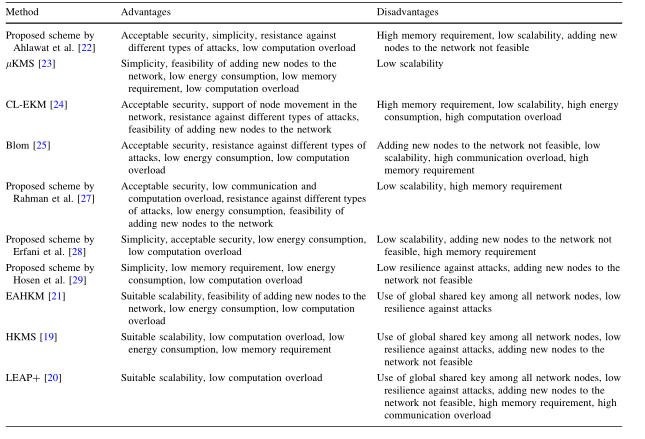 Method Advantages Disadvantages
Proposed scheme by Acceptable security, simplicity, resistance against High memory requirement, low scalability, adding new
Ahlawat et al. [22] different types of attacks, low computation overload nodes to the network not feasible
μKMS [23] Simplicity, feasibility of adding new nodes to the Low scalability
network, low energy consumption, low memory
requirement, low computation overload
CL-EKM [24] Acceptable security, support of node movement in the High memory requirement, low scalability, high energy
network, resistance against different types of attacks, consumption, high computation overload
feasibility of adding new nodes to the network
Blom [25] Acceptable security, resistance against different types of Adding new nodes to the network not feasible, low
attacks, low energy consumption, low computation scalability, high communication overload, high
overload memory requirement
Proposed scheme by Acceptable security, low communication and Low scalability, high memory requirement
Rahman et al. [27] computation overload, resistance against different types
of attacks, low energy consumption, feasibility of
adding new nodes to the network
Proposed scheme by Simplicity, acceptable security, low energy consumption, Low scalability, adding new nodes to the network not
Erfani et al. [28] low computation overload feasible, high memory requirement
Proposed scheme by Simplicity, low memory requirement, low energy Low resilience against attacks, adding new nodes to the
Hosen et al. [29] consumption, low computation overload network not feasible
EAHKM [21] Suitable scalability, feasibility of adding new nodes to the Use of global shared key among all network nodes, low
network, low energy consumption, low computation resilience against attacks
overload
HKMS [19] Suitable scalability, low computation overload, low Use of global shared key among all network nodes, low
energy consumption, low memory requirement resilience against attacks, adding new nodes to the
network not feasible
LEAP+ [20] Suitable scalability, low computation overload Use of global shared key among all network nodes, low
resilience against attacks, adding new nodes to the
network not feasible, high memory requirement, high
communication overload